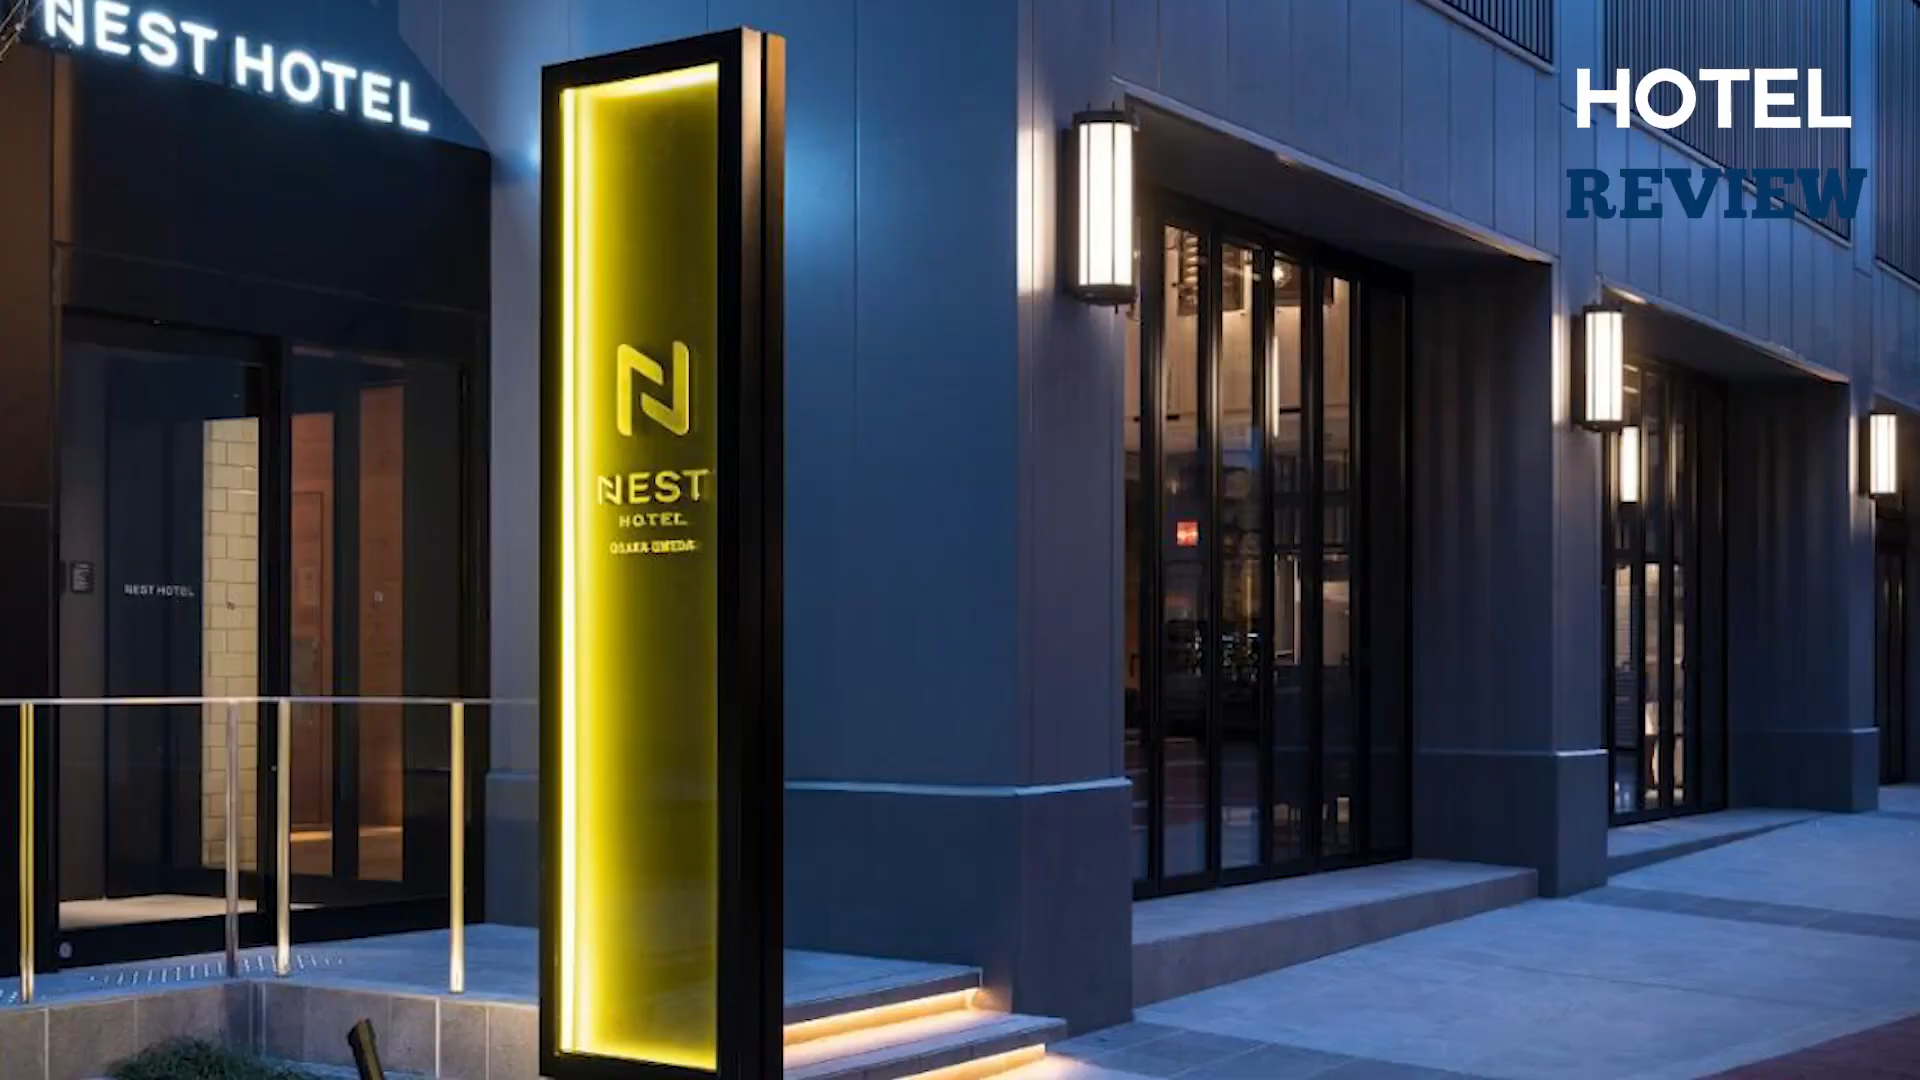 NEST HOTEL
HOTEL
REVIEW
N
NEST
HOTEL
OSAKA UMEDA
NEST HOTEL